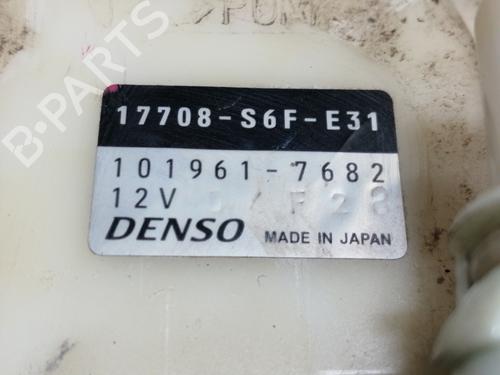 17708-S6F-E31
101961-7682
12V
DENSO MADE IN JAPAN
B-PARTS